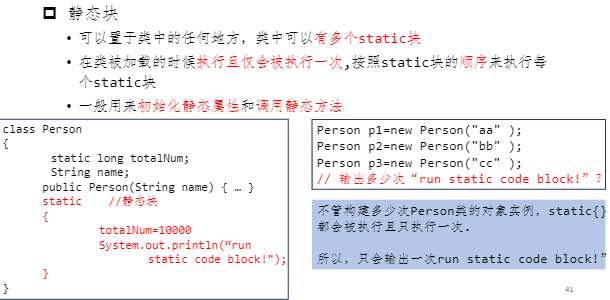 静态块
• 可以置于类中的任何地方，类中可以有多个static块
• 在类被加载的时候执行且仅会被执行一次,按照static块的顺序来执行每
个static块
• 一般用来初始化静态属性和调用静态方法
class Person
{
static long totalNum;
String name;
public Person(String name) { … }
static //静态块
{
totalNum=10000
System.out.println(“run
static code block!");
}
}
Person p1=new Person("aa" );
Person p2=new Person("bb" );
Person p3=new Person("cc" );
// 输出多少次“run static code block!”?
不管构建多少次Person类的对象实例, static{}
都会被执行且只执行一次.
所以，只会输出一次run static code block!”
41